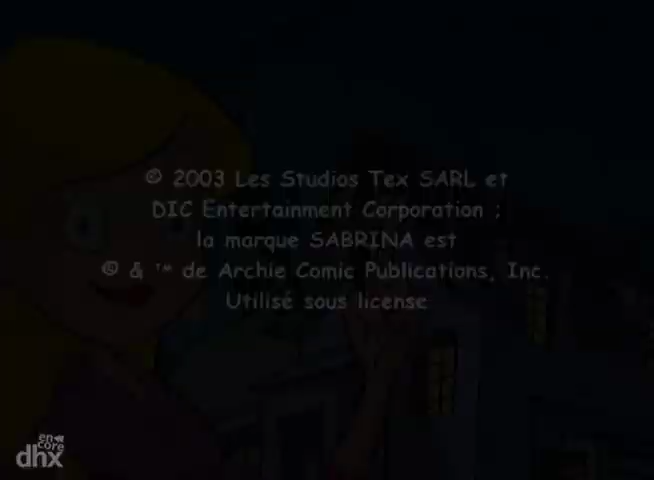 © 2003 Les Studios Tex SARL et
DIC Entertainment Corporation ;
la marque SABRINA est
© & ™ de Archie Comic Publications, Inc.
Utilisé sous license
encore
dhx